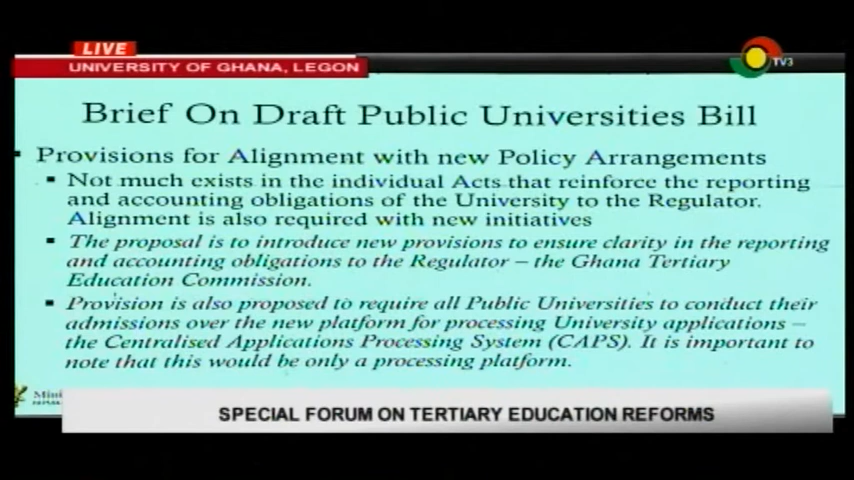 LIVE
UNIVERSITY OF GHANA, LEGON
TV3
Brief On Draft Public Universities Bill
Provisions for Alignment with new Policy Arrangements
Not much exists in the individual Acts that reinforce the reporting
and accounting obligations of the University to the Regulator.
Alignment is also required with new initiatives
The proposal is to introduce new provisions to ensure clarity in the reporting
and accounting obligations to the Regulator – the Ghana Tertiary
Education Commission.
Provision is also proposed to require all Public Universities to conduct their
admissions over the new platform for processing University applications –
the Centralised Applications Processing System (CAPS). It is important to
note that this would be only a processing platform.
SPECIAL FORUM ON TERTIARY EDUCATION REFORMS